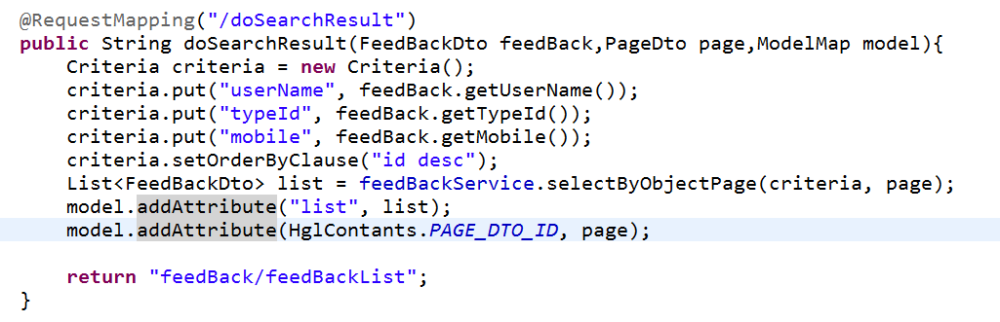 @RequestMapping("/doSearchResult")
public String doSearchResult(FeedBackDto feedBack,PageDto page,ModelMap model){
    Criteria criteria = new Criteria();
    criteria.put("userName", feedBack.getUserName());
    criteria.put("typeId", feedBack.getTypeId());
    criteria.put("mobile", feedBack.getMobile());
    criteria.setOrderByClause("id desc");
    List<FeedBackDto> list = feedBackService.selectByObjectPage(criteria, page);
    model.addAttribute("list", list);
    model.addAttribute(HglContants.PAGE_DTO_ID, page);
    return "feedBack/feedBackList";
}